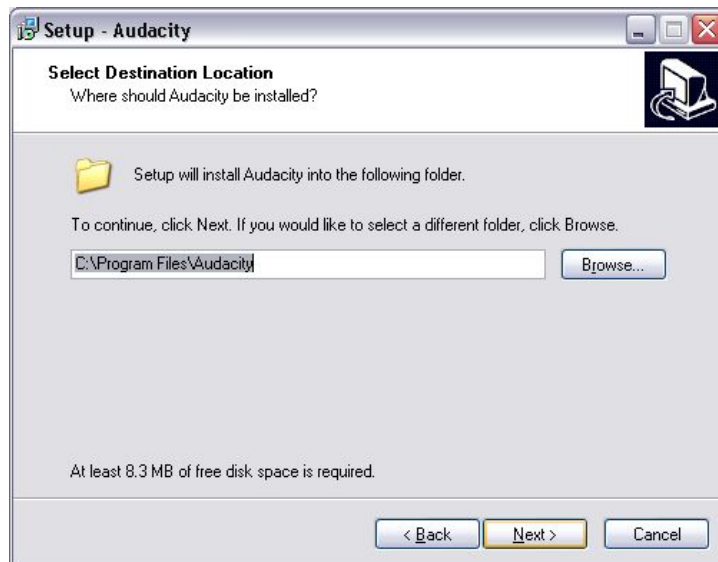 Setup - Audacity
Select Destination Location
Where should Audacity be installed?
Setup will install Audacity into the following folder.
To continue, click Next. If you would like to select a different folder, click Browse.
C:\Program Files\Audacity
Browse...
At least 8.3 MB of free disk space is required.
< Back
Next >
Cancel